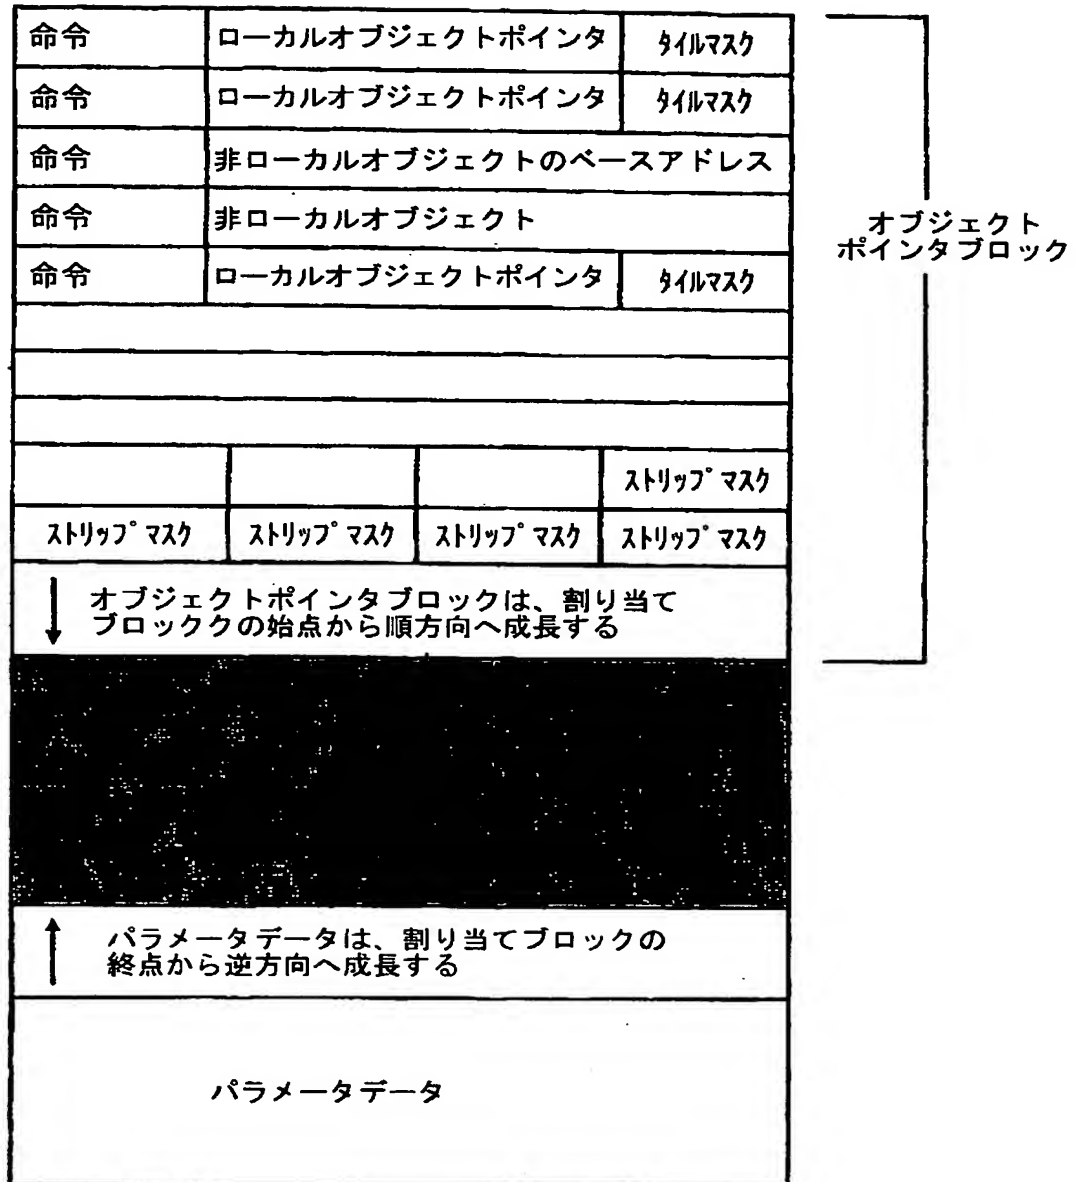 命令 ローカルオブジェクトポインタ タイルマスク
命令 ローカルオブジェクトポインタ タイルマスク
命令 非ローカルオブジェクトのベースアドレス
命令 非ローカルオブジェクト
命令 ローカルオブジェクトポインタ タイルマスク
オブジェクト
ポインタブロック
ストリップマスク
ストリップマスク ストリップマスク ストリップマスク ストリップマスク
オブジェクトポインタブロックは、割り当て
ブロッククの始点から順方向へ成長する
パラメータデータは、割り当てブロックの
終点から逆方向へ成長する
パラメータデータ